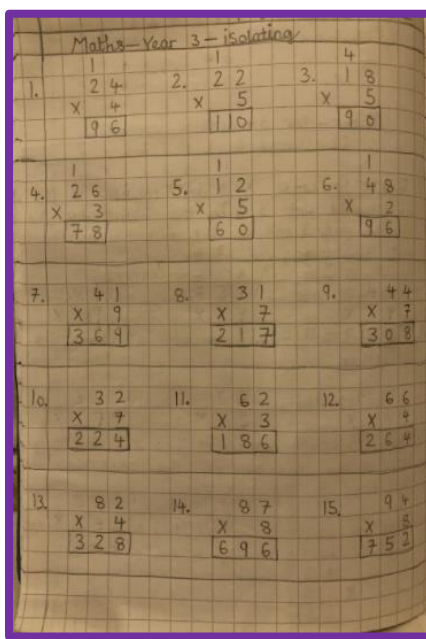 Maths – Year 3 – isolating
1 1 4
1. 24 2. 22 3. 18
x 4 x 5 x 5
96 110 90
1 1 1
4. 26 5. 12 6. 48
x 3 x 5 x 2
78 60 96
7. 41 8. 31 9. 44
x 9 x 7 x 7
369 217 308
10. 32 11. 62 12. 66
x 7 x 3 x 4
224 186 264
13. 82 14. 87 15. 94
x 4 x 8 x 8
328 696 752